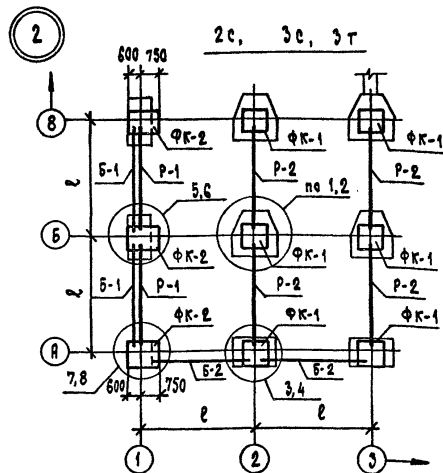 2
2с, 3с, 3т
600 750
В
ФК-2 ФК-1 ФК-1
Б-1 Р-1 Р-2 Р-2
ℓ
5,6 по 1,2
Б
ФК-2 ФК-1 ФК-1
Б-1 Р-1 Р-2 Р-2
ℓ
ФК-2 ФК-1 ФК-1
А
Б-2 Б-2
7,8 600 750 3,4
ℓ ℓ
1 2 3